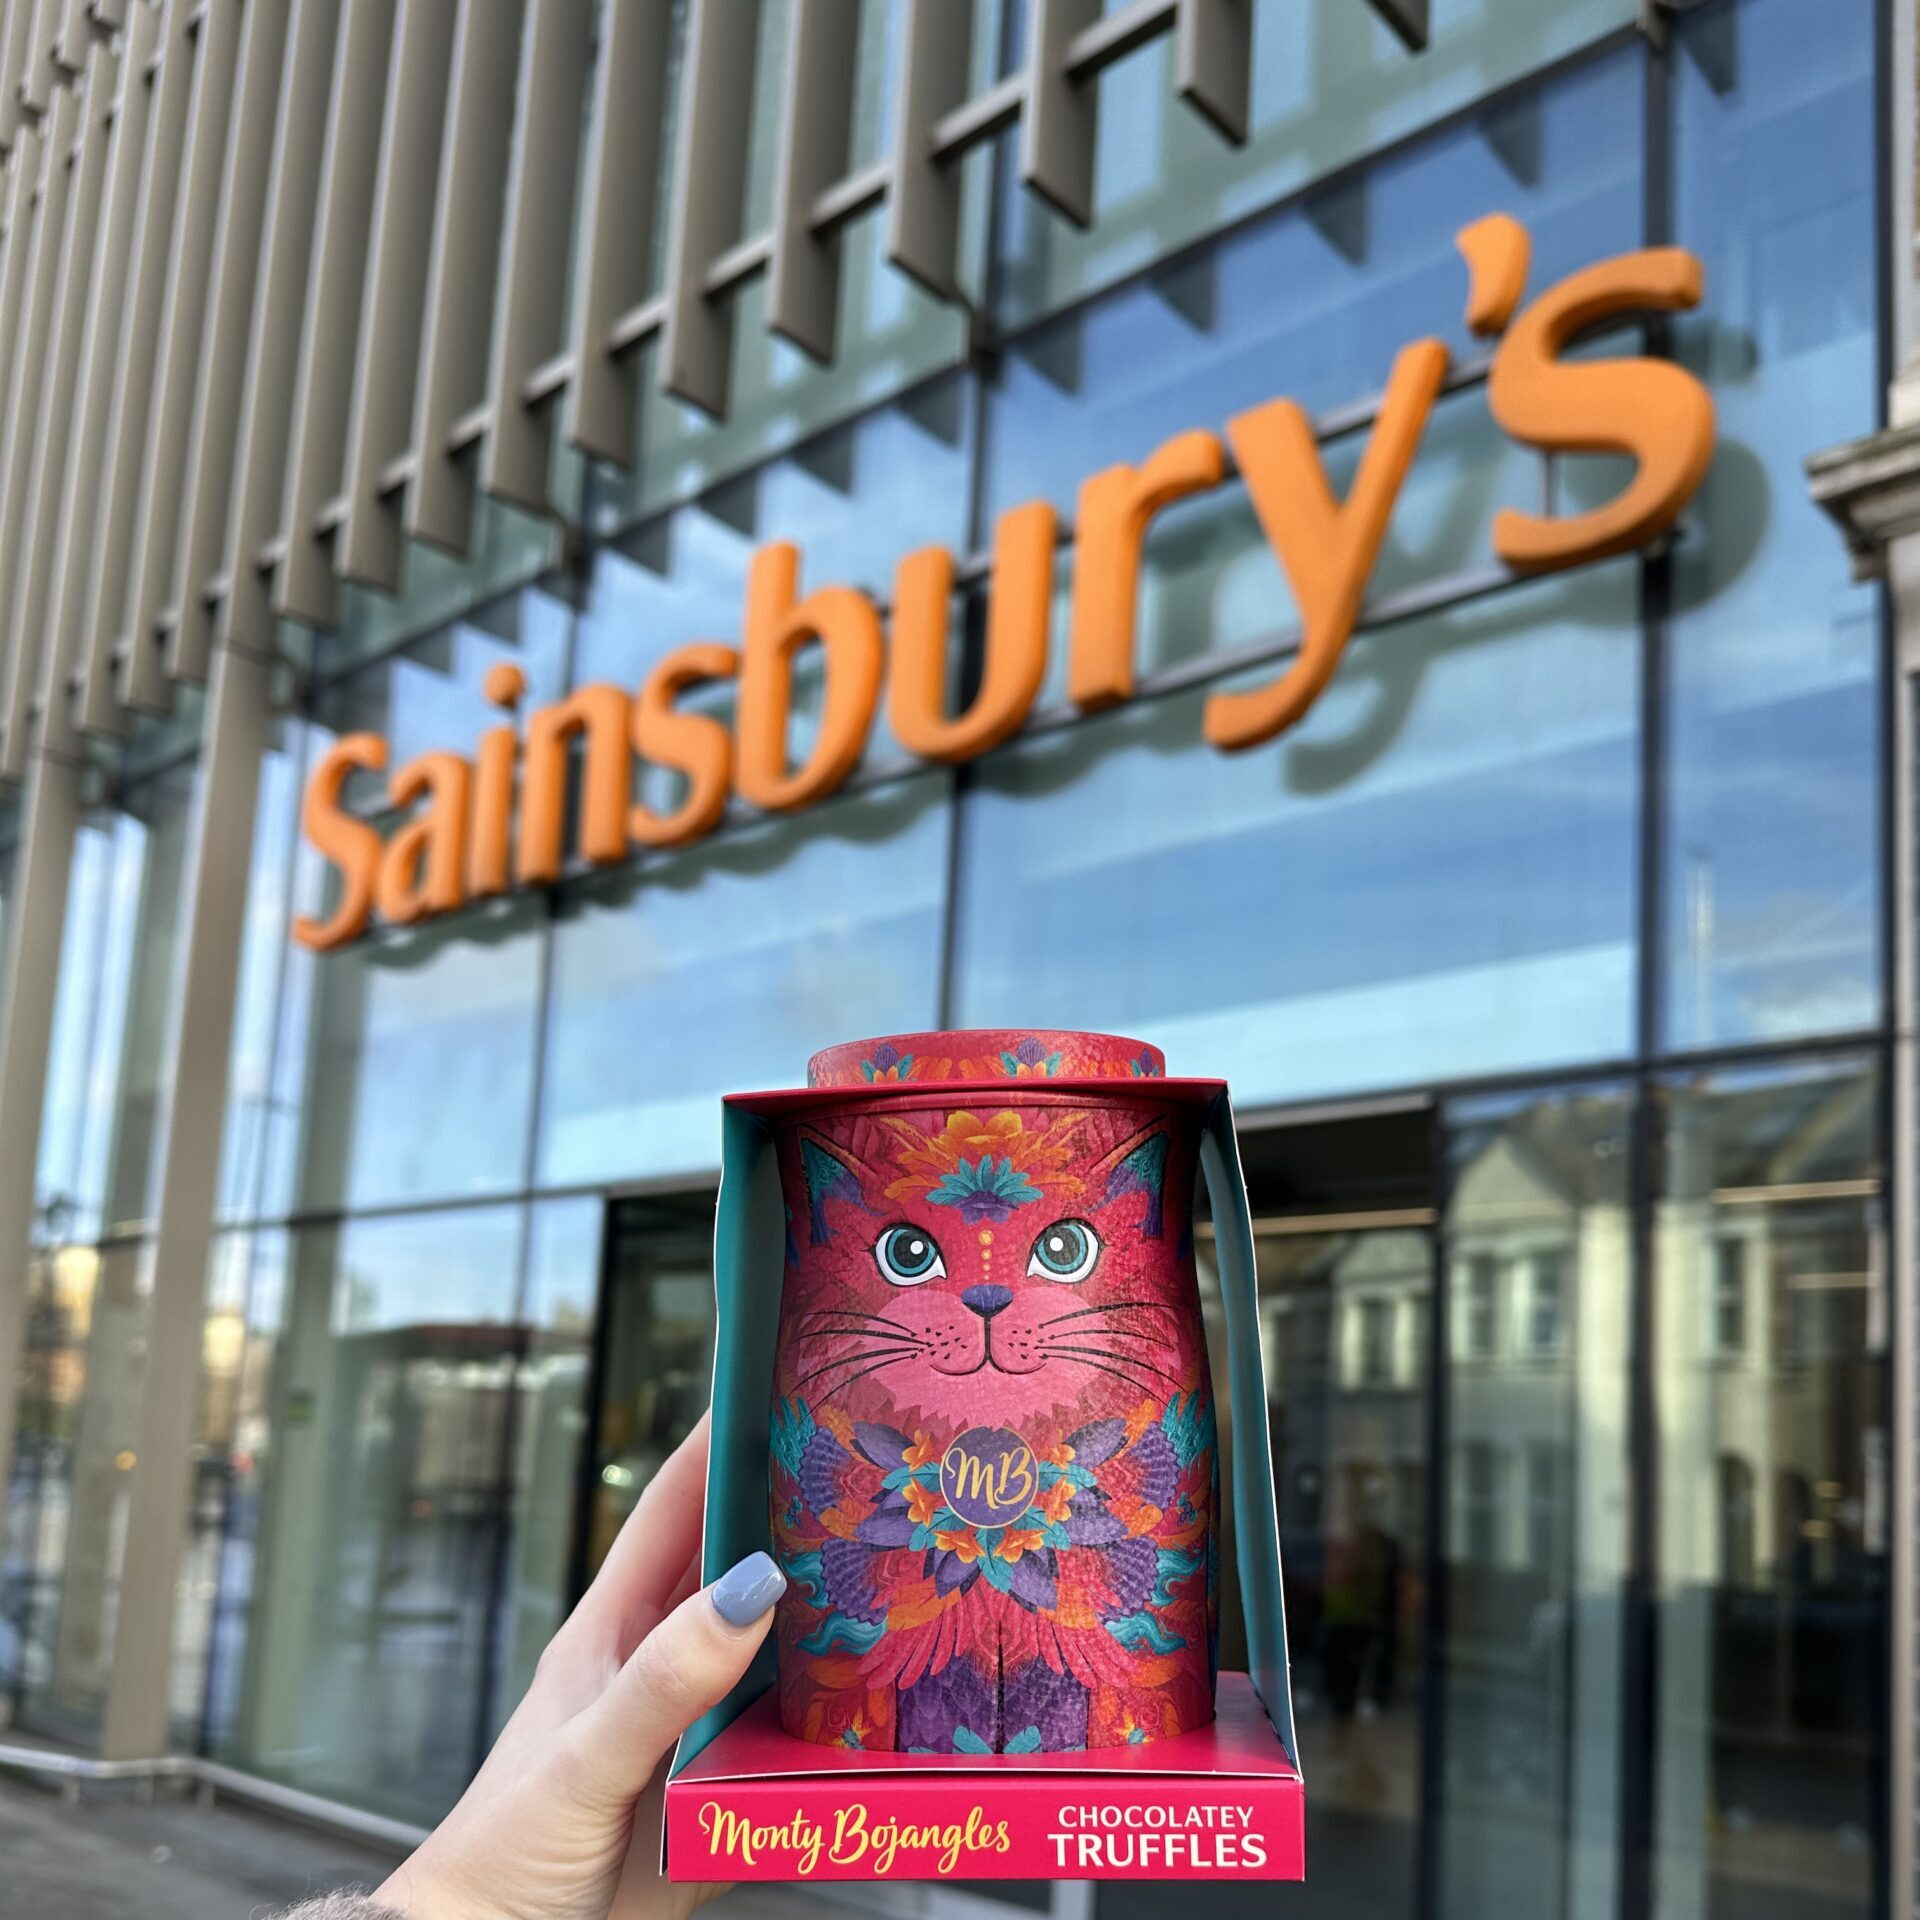 Sainsbury's
MB
Monty Bojangles
CHOCOLATEY
TRUFFLES